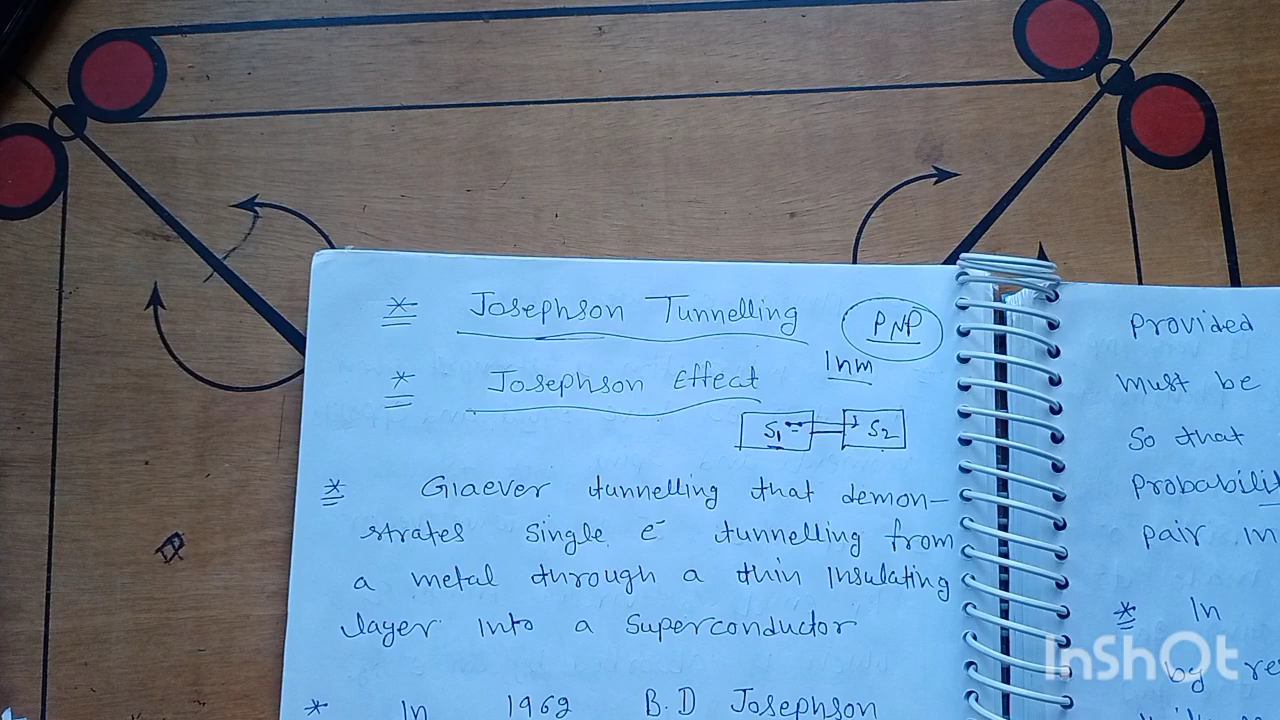 * Josephson Tunnelling
PNP
1nm
* Josephson Effect
S1 S2
* Giaever tunnelling that demon-
strates single e- tunnelling from
a metal through a thin insulating
layer into a superconductor
* In 1962 B.D Josephson
Provided
must be
So that
Probabilit
pair in
* In
by re
InShOt